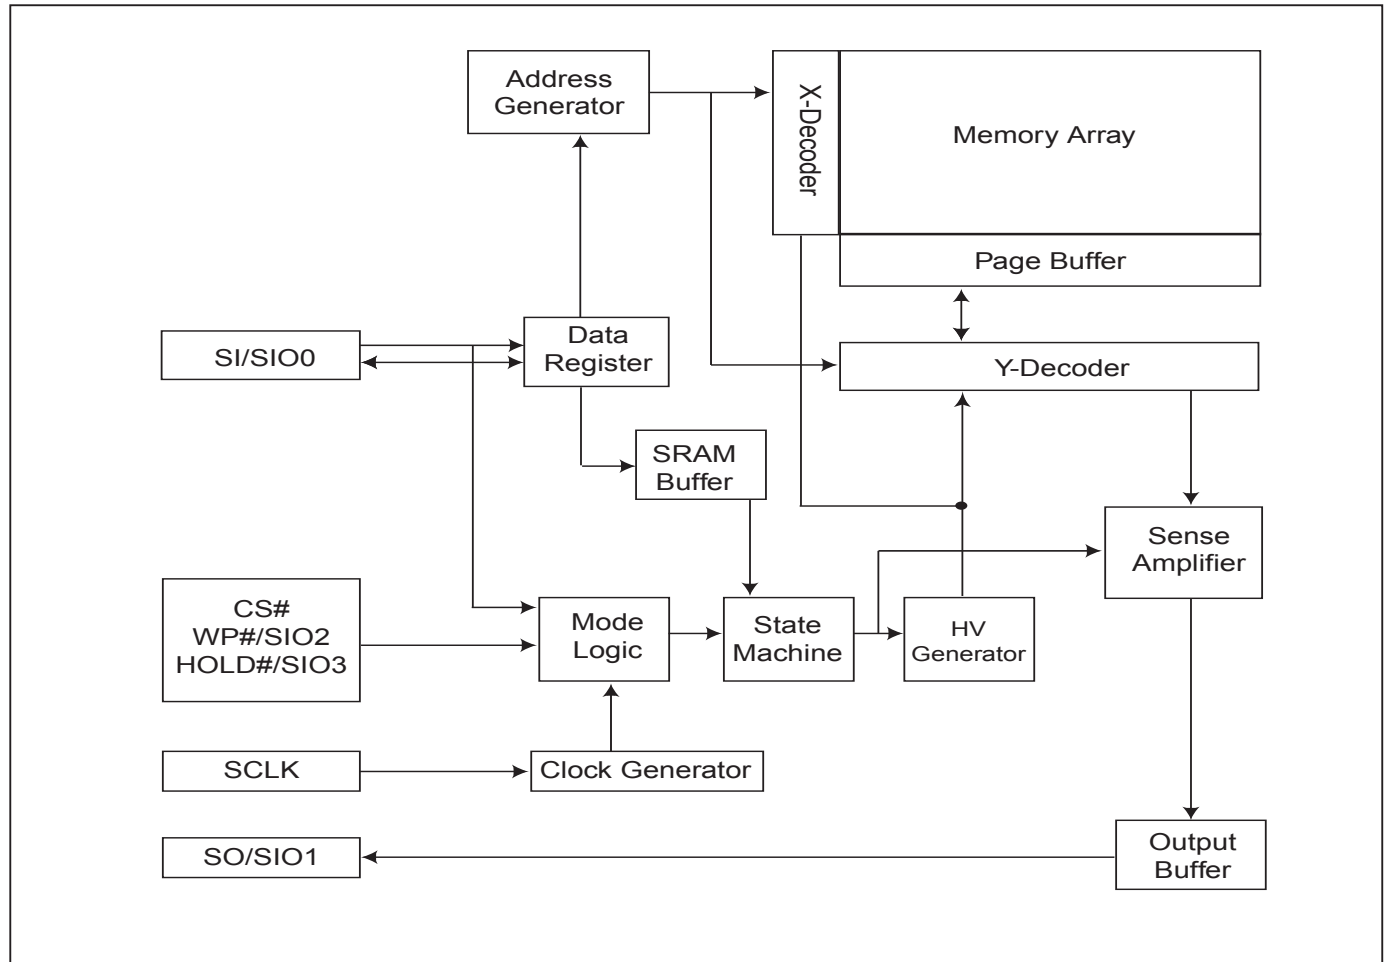 Address
Generator
X-Decoder
Memory Array
Page Buffer
SI/SIO0
Data
Register
Y-Decoder
SRAM
Buffer
Sense
Amplifier
CS#
WP#/SIO2
HOLD#/SIO3
Mode
Logic
State
Machine
HV
Generator
SCLK
Clock Generator
SO/SIO1
Output
Buffer